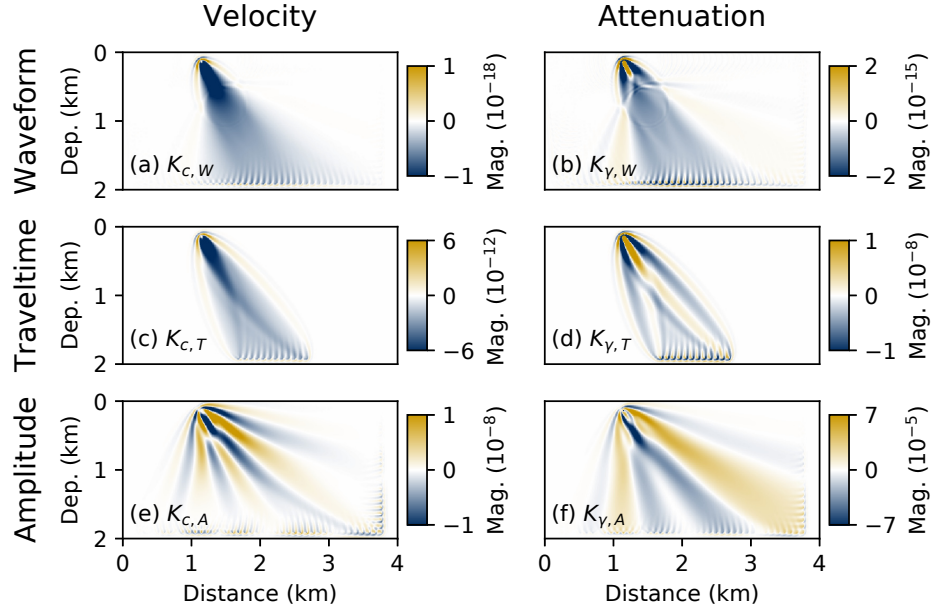 Velocity
Attenuation
Waveform
Dep. (km)
0
1
2
(a) K_{c, W}
1
0
−1
Mag. (10^{−18})
(b) K_{γ, W}
2
0
−2
Mag. (10^{−15})
Traveltime
Dep. (km)
0
1
2
(c) K_{c, T}
6
0
−6
Mag. (10^{−12})
(d) K_{γ, T}
1
0
−1
Mag. (10^{−8})
Amplitude
Dep. (km)
0
1
2
(e) K_{c, A}
1
0
−1
Mag. (10^{−8})
(f) K_{γ, A}
7
0
−7
Mag. (10^{−5})
0 1 2 3 4
Distance (km)
0 1 2 3 4
Distance (km)